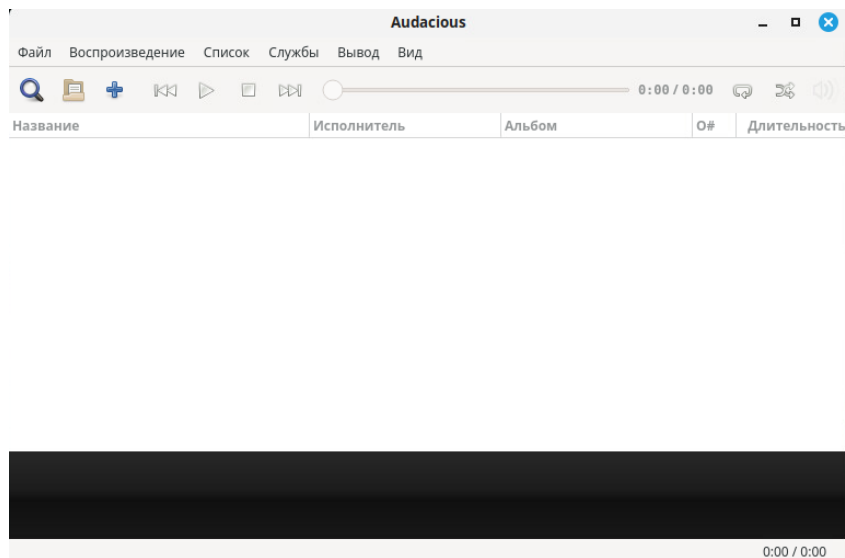 Audacious
Файл Воспроизведение Список Службы Вывод Вид
0:00 / 0:00
Название Исполнитель Альбом О# Длительность
0:00 / 0:00